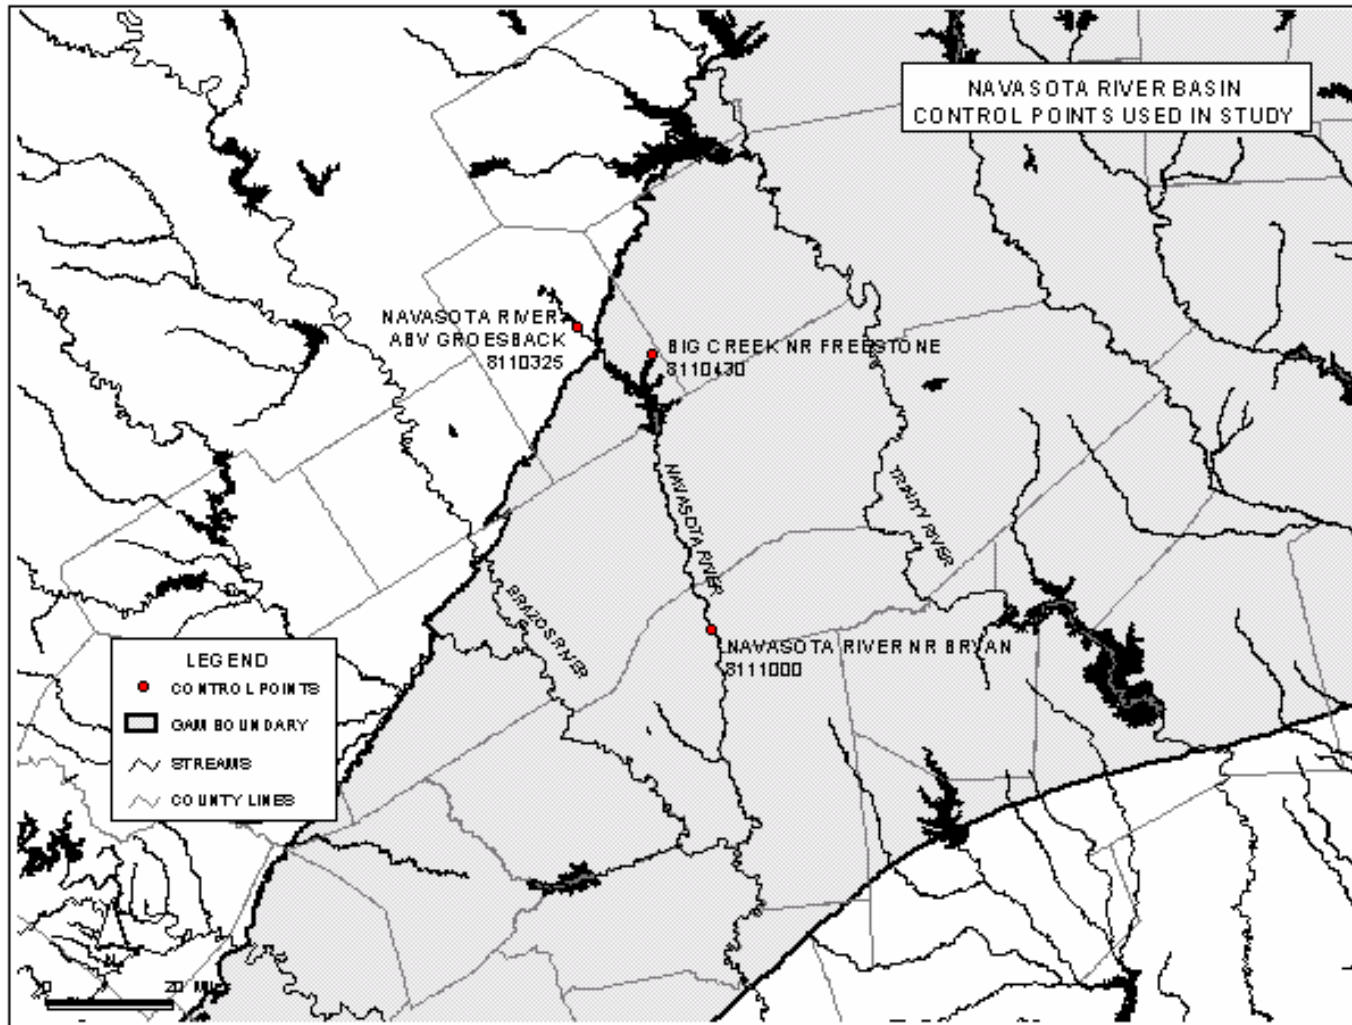 NAVASOTA RIVER BASIN
CONTROL POINTS USED IN STUDY
NAVASOTA RIVER
ABV GROESBACK
8110325
BIG CREEK NR FREESTONE
8110430
NAVASOTA RIVER
TRINITY RIVER
BRAZOS RIVER
NAVASOTA RIVER NR BRYAN
8111000
LEGEND
CONTROL POINTS
GAM BOUNDARY
STREAMS
COUNTY LINES
N
20 Miles